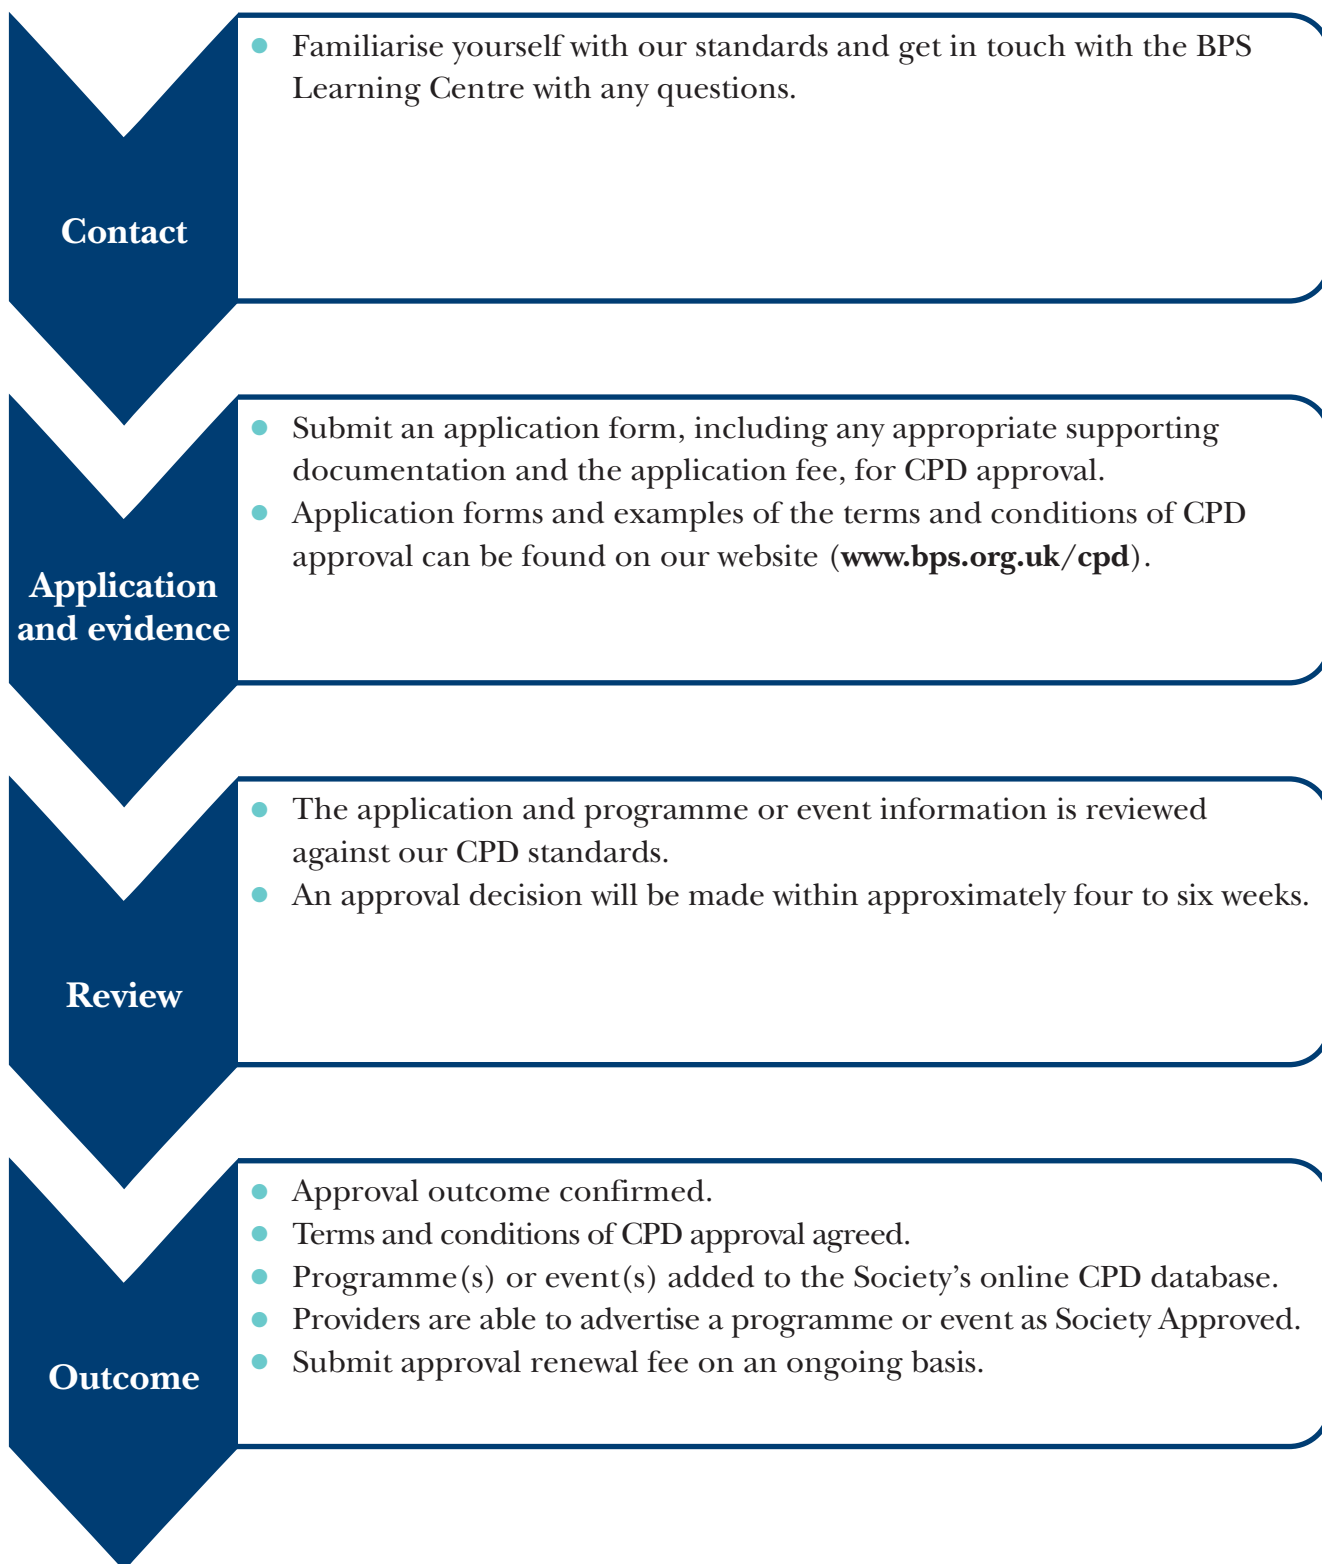 Contact
● Familiarise yourself with our standards and get in touch with the BPS
Learning Centre with any questions.
Application
and evidence
● Submit an application form, including any appropriate supporting
documentation and the application fee, for CPD approval.
● Application forms and examples of the terms and conditions of CPD
approval can be found on our website (www.bps.org.uk/cpd).
Review
● The application and programme or event information is reviewed
against our CPD standards.
● An approval decision will be made within approximately four to six weeks.
Outcome
● Approval outcome confirmed.
● Terms and conditions of CPD approval agreed.
● Programme(s) or event(s) added to the Society’s online CPD database.
● Providers are able to advertise a programme or event as Society Approved.
● Submit approval renewal fee on an ongoing basis.